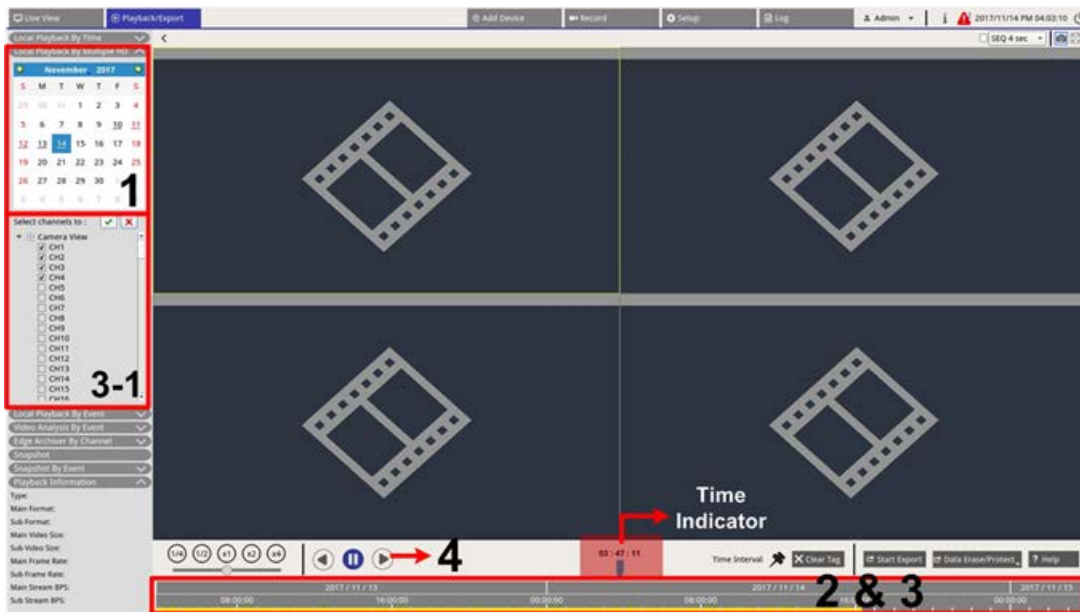 Live View
Playback/Export
Add Device
Record
Setup
Log
Admin
i
2017/11/14 PM 04:03:10
Local Playback By Time
<
SEQ 4 sec
Local Playback By Multiple HD
November 2017
S M T W T F S
29 30 31 1 2 3 4
5 6 7 8 9 10 11
12 13 14 15 16 17 18
19 20 21 22 23 24 25
26 27 28 29 30
3 4 5 6 7 8
1
Select channels to :
Camera View
CH1
CH2
CH3
CH4
CH5
CH6
CH7
CH8
CH9
CH10
CH11
CH12
CH13
CH14
CH15
CH16
3-1
Local Playback By Event
Video Analysis By Event
Edge Archiver By Channel
Snapshot
Snapshot By Event
Playback Information
Type:
Main Format:
Sub Format:
Main Video Size:
Sub Video Size:
Main Frame Rate:
Sub Frame Rate:
Main Stream BPS:
Sub Stream BPS:
Time
Indicator
1/4 1/2 x1 x2 x4
4
03 : 47 : 11
Time Interval
Clear Tag
Start Export
Data Erase/Protect
? Help
2 & 3
2017 / 11 / 13
2017 / 11 / 14
2017 / 11 / 15
08:00:00 16:00:00 00:00:00 08:00:00 00:00:00